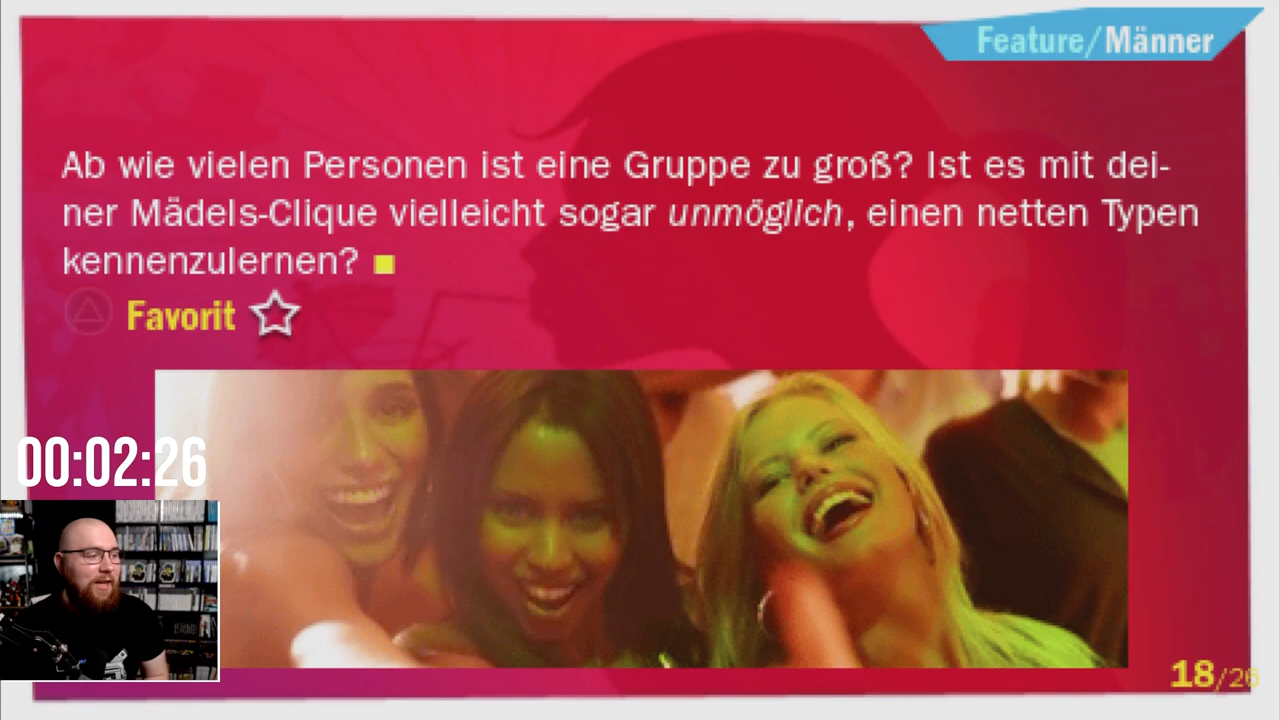 Feature/Männer
Ab wie vielen Personen ist eine Gruppe zu groß? Ist es mit dei-
ner Mädels-Clique vielleicht sogar unmöglich, einen netten Typen
kennenzulernen?
Favorit
00:02:26
18/26